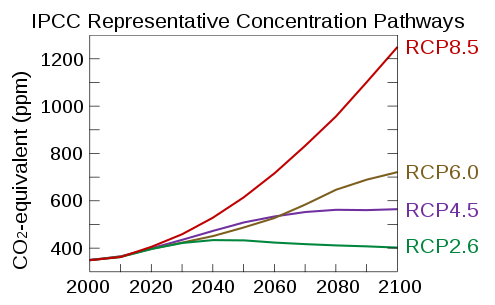 IPCC Representative Concentration Pathways
CO2-equivalent (ppm)
1200
1000
800
600
400
2000 2020 2040 2060 2080 2100
RCP8.5
RCP6.0
RCP4.5
RCP2.6